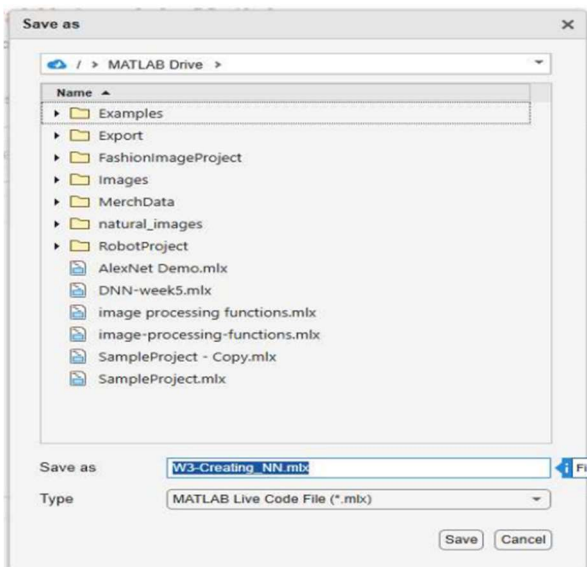 Save as
/ > MATLAB Drive >
Name
Examples
Export
FashionImageProject
Images
MerchData
natural_images
RobotProject
AlexNet Demo.mlx
DNN-week5.mlx
image processing functions.mlx
image-processing-functions.mlx
SampleProject - Copy.mlx
SampleProject.mlx
Save as W3-Creating_NN.mlx
Type MATLAB Live Code File (*.mlx)
Save Cancel